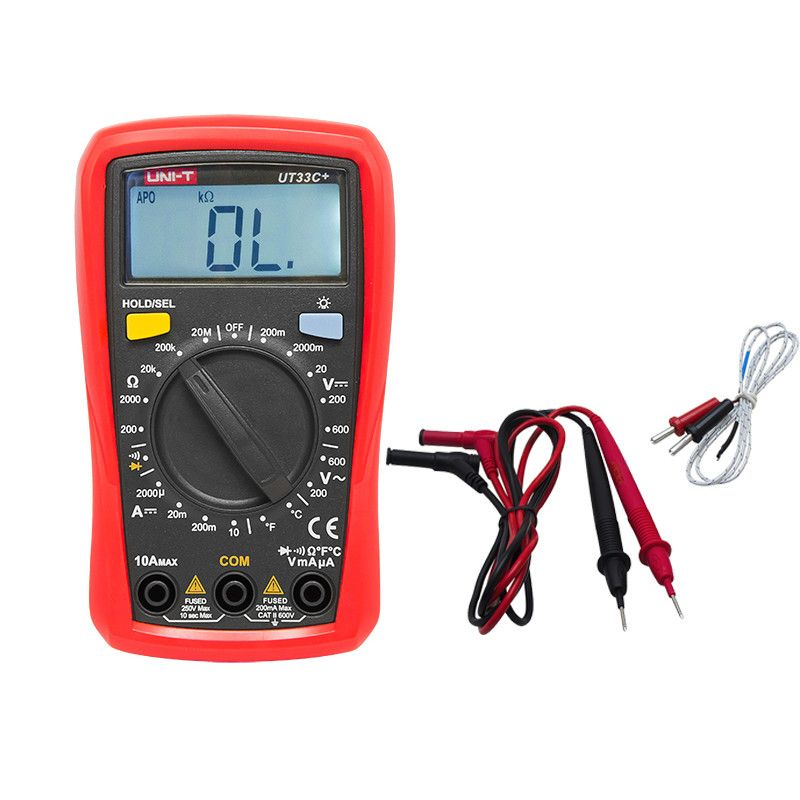 UNI-T UT33C+
APO kΩ
0L.
HOLD/SEL
OFF
20M 200m
200k 2000m
20k 20
Ω V⎓
2000 200
200 600
600
V~
2000µ 200
A⎓ 20m °C
200m 10 °F
CE
10AMAX COM Ω°F°C
VmAµA
FUSED FUSED
250V Max 200mA Max
10 sec Max CAT II 600V